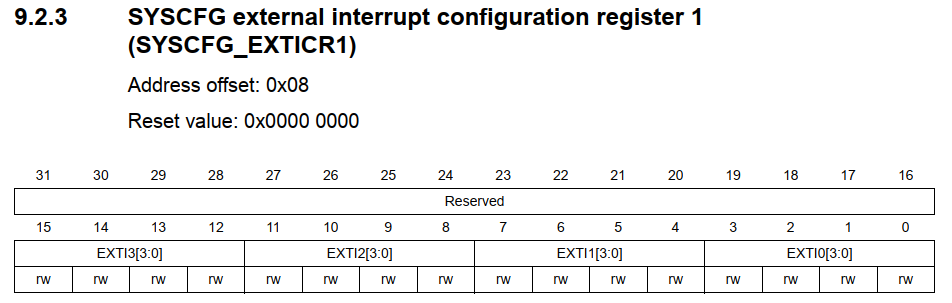 9.2.3 SYSCFG external interrupt configuration register 1
(SYSCFG_EXTICR1)
Address offset: 0x08
Reset value: 0x0000 0000
31 30 29 28 27 26 25 24 23 22 21 20 19 18 17 16
Reserved
15 14 13 12 11 10 9 8 7 6 5 4 3 2 1 0
EXTI3[3:0] EXTI2[3:0] EXTI1[3:0] EXTI0[3:0]
rw rw rw rw rw rw rw rw rw rw rw rw rw rw rw rw